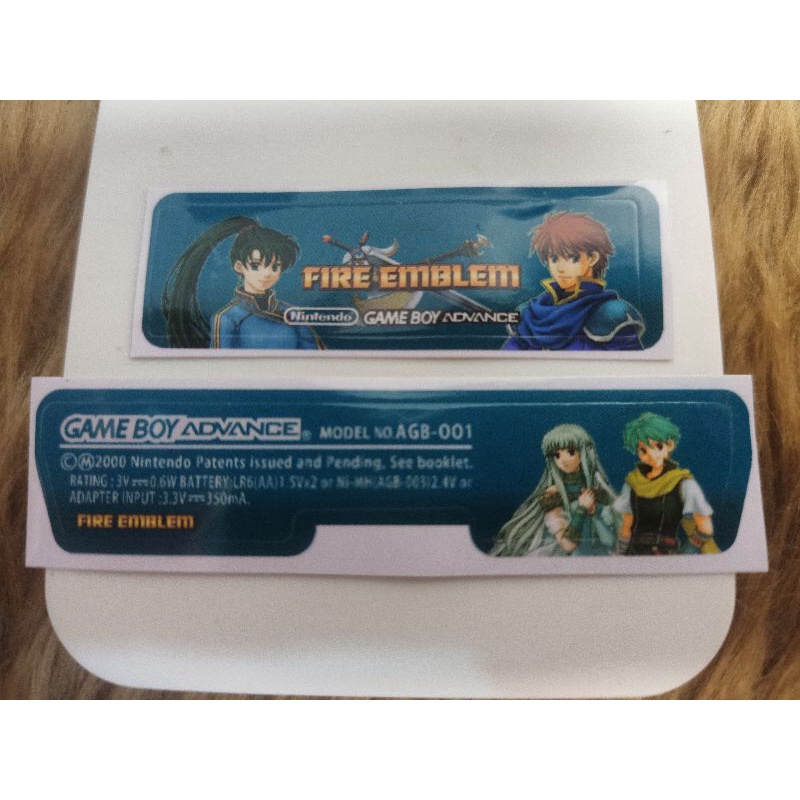 FIRE EMBLEM
Nintendo GAME BOY ADVANCE
GAME BOY ADVANCE® MODEL NO.AGB-001
ⒸⓂ2000 Nintendo Patents issued and Pending. See booklet.
RATING : 3V⎓0.6W BATTERY:LR6(AA)1.5V×2 or Ni-MH(AGB-003)2.4V or
ADAPTER INPUT :3.3V⎓350mA.
FIRE EMBLEM